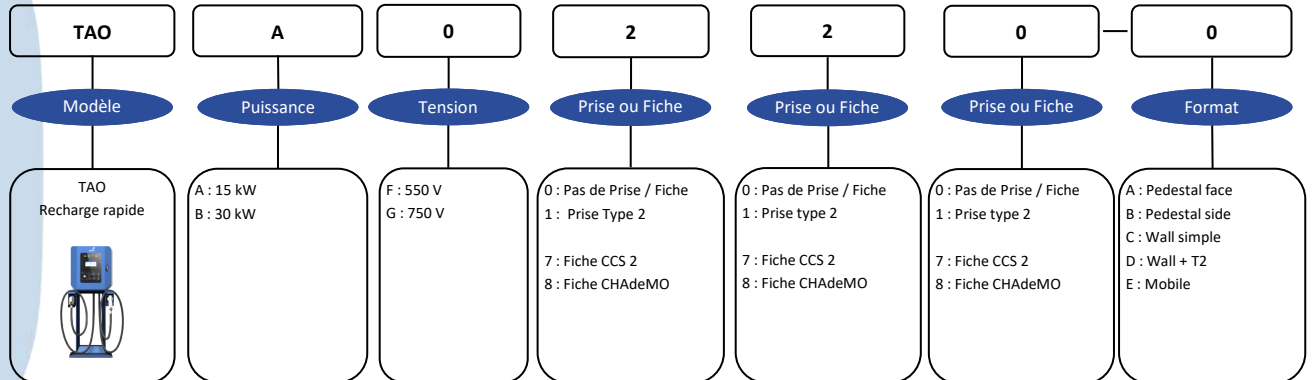 TAO A 0 2 2 0 — 0
Modèle Puissance Tension Prise ou Fiche Prise ou Fiche Prise ou Fiche Format
TAO
Recharge rapide
A : 15 kW
B : 30 kW
F : 550 V
G : 750 V
0 : Pas de Prise / Fiche
1 : Prise Type 2
7 : Fiche CCS 2
8 : Fiche CHAdeMO
0 : Pas de Prise / Fiche
1 : Prise type 2
7 : Fiche CCS 2
8 : Fiche CHAdeMO
0 : Pas de Prise / Fiche
1 : Prise type 2
7 : Fiche CCS 2
8 : Fiche CHAdeMO
A : Pedestal face
B : Pedestal side
C : Wall simple
D : Wall + T2
E : Mobile